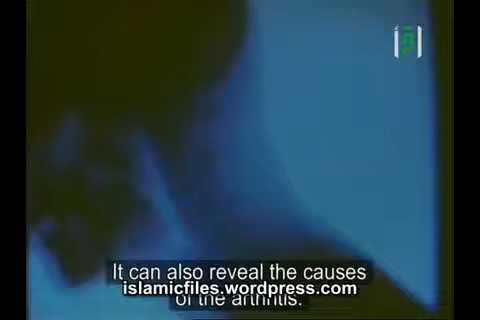 It can also reveal the causes
islamicfiles.wordpress.com
of the arthritis.